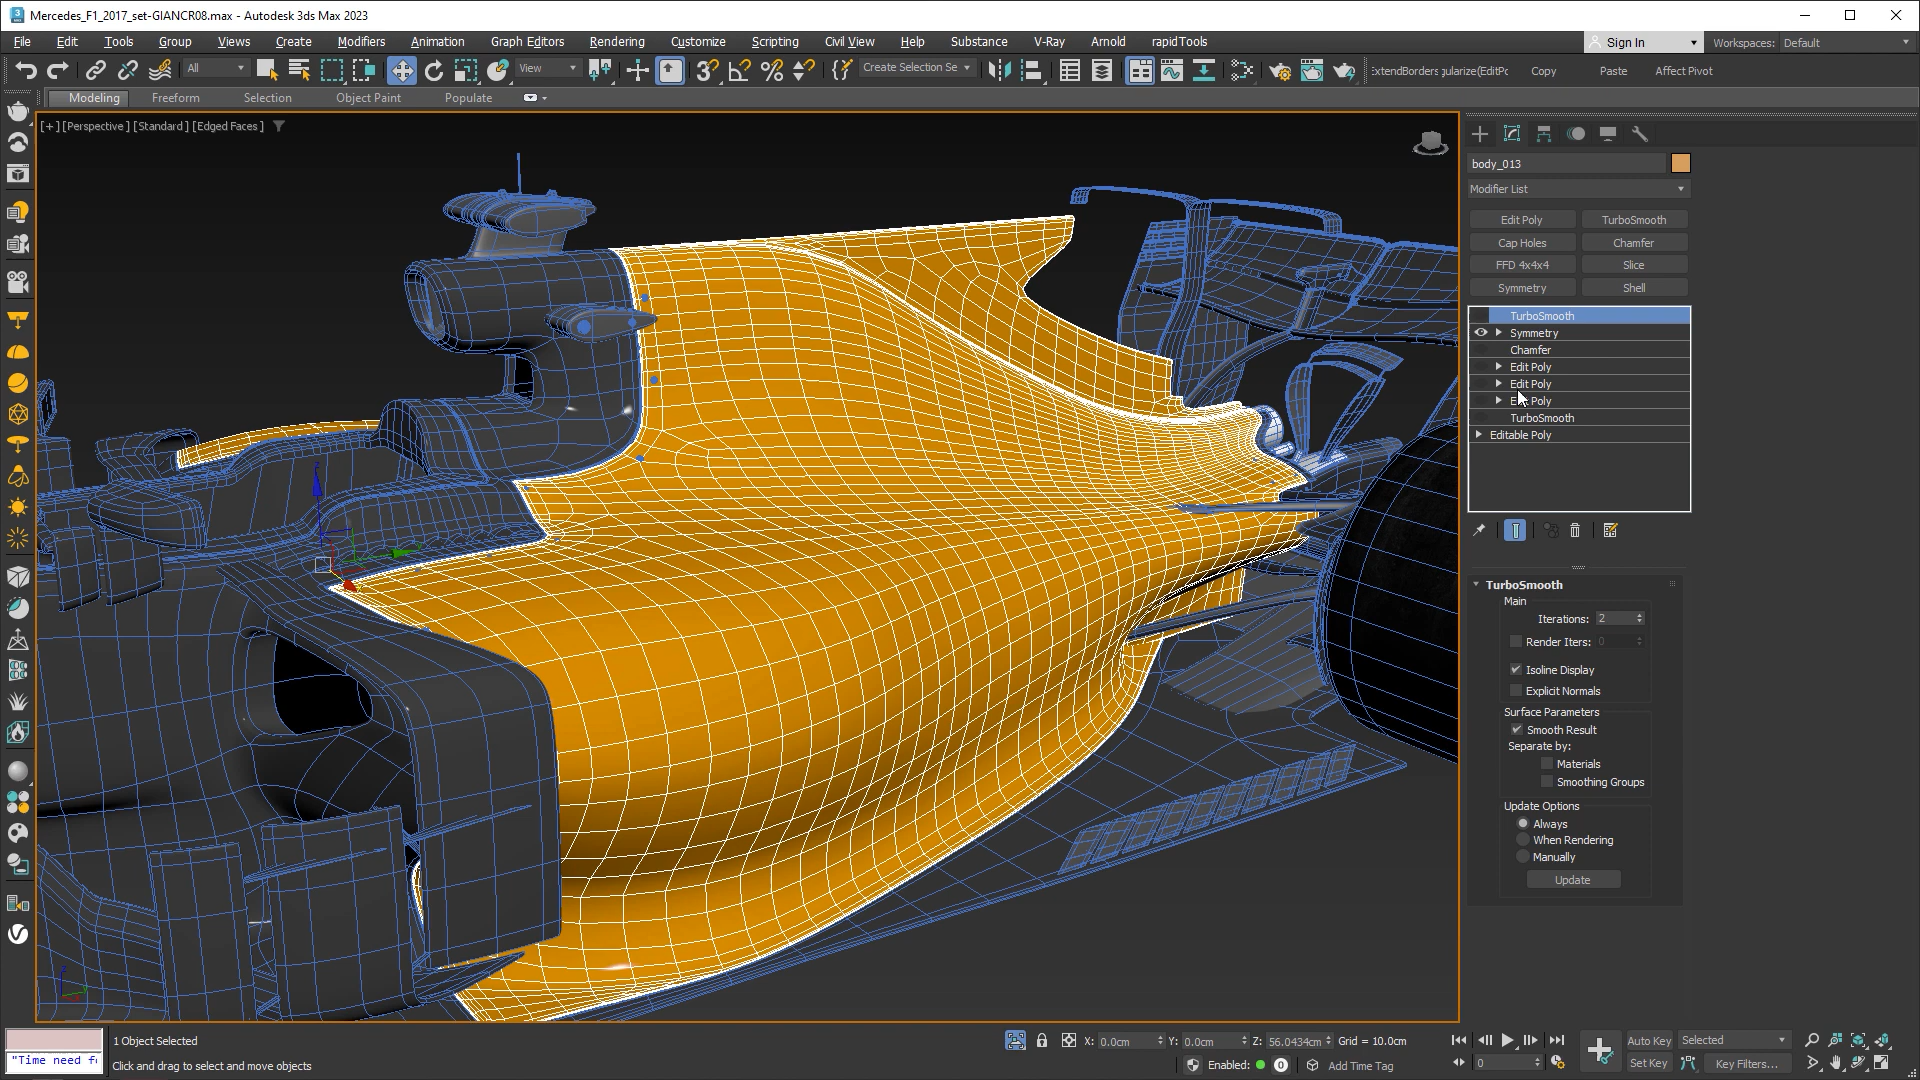 Mercedes_F1_2017_set-GIANCR08.max - Autodesk 3ds Max 2023
File Edit Tools Group Views Create Modifiers Animation Graph Editors Rendering Customize Scripting Civil View Help Substance V-Ray Arnold rapidTools
Sign In Workspaces: Default
All View Create Selection Se Copy Paste Affect Pivot
Modeling Freeform Selection Object Paint Populate
[+] [Perspective ] [Standard ] [Edged Faces ]
body_013
Modifier List
Edit Poly TurboSmooth
Cap Holes Chamfer
FFD 4x4x4 Slice
Symmetry Shell
TurboSmooth
Symmetry
Chamfer
Edit Poly
Edit Poly
Poly
TurboSmooth
Editable Poly
TurboSmooth
Main
Iterations: 2
Render Iters: 0
Isoline Display
Explicit Normals
Surface Parameters
Smooth Result
Separate by:
Materials
Smoothing Groups
Update Options
Always
When Rendering
Manually
Update
1 Object Selected
X: 0.0cm Y: 0.0cm Z: 56.0434cm Grid = 10.0cm
Auto Key Selected
"Time need f
Click and drag to select and move objects
Enabled: 0 Add Time Tag
0
Set Key Key Filters...